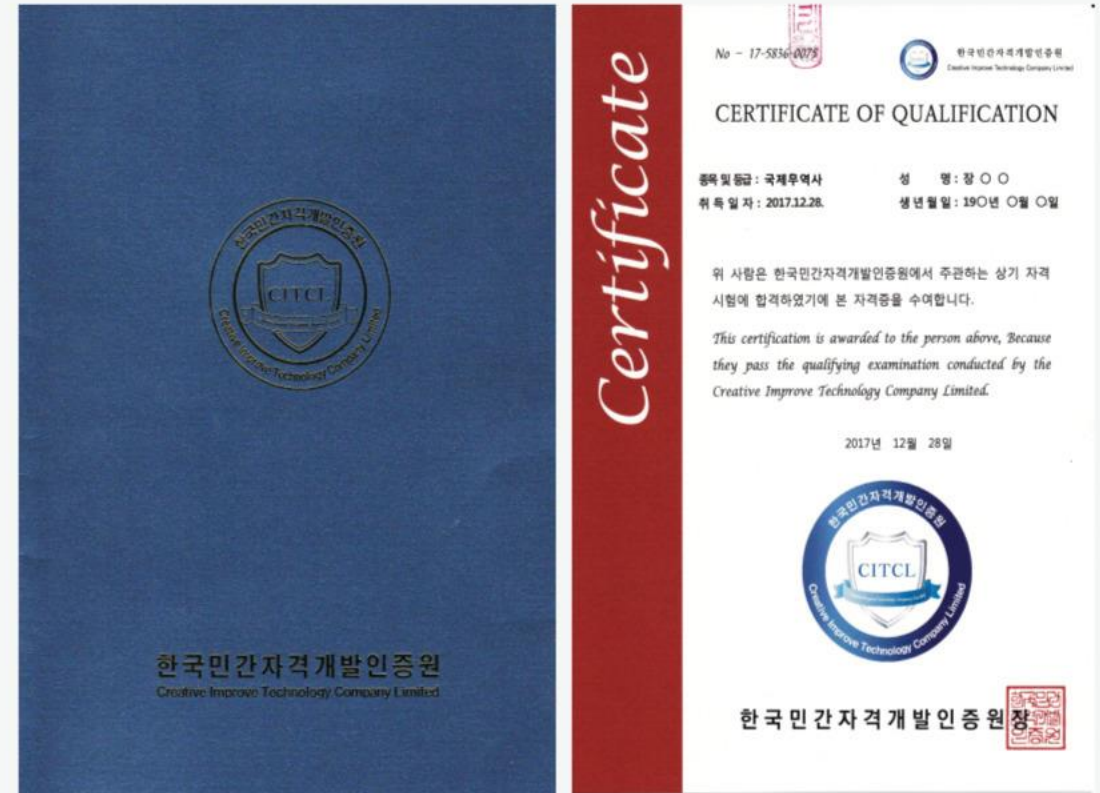 한국민간자격개발인증원
CITCL
Creative Improve Technology Company Limited
한국민간자격개발인증원
Creative Improve Technology Company Limited
Certificate
No - 17-5836-0078
한국민간자격개발인증원
Creative Improve Technology Company Limited
CERTIFICATE OF QUALIFICATION
종목 및 등급 : 국제무역사
성 명 : 장 ○ ○
취 득 일 자 : 2017.12.28.
생 년 월 일 : 19○년 ○월 ○일
위 사람은 한국민간자격개발인증원에서 주관하는 상기 자격
시험에 합격하였기에 본 자격증을 수여합니다.
This certification is awarded to the person above, Because
they pass the qualifying examination conducted by the
Creative Improve Technology Company Limited.
2017년 12월 28일
한국민간자격개발인증원
CITCL
Creative Improve Technology Company Limited
한국민간자격개발인증원장